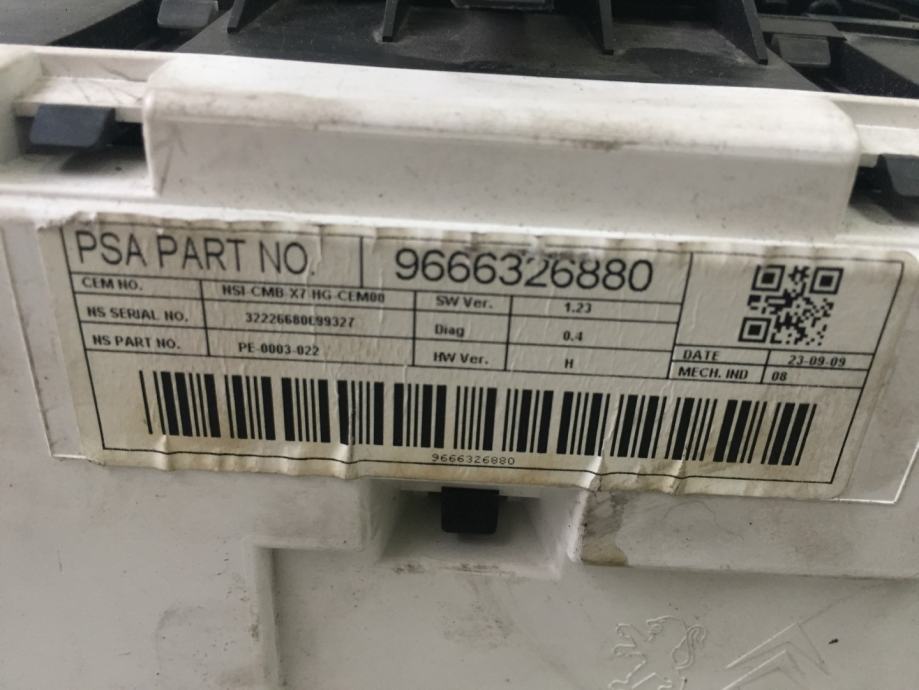 PSA PART NO. 9666326880
CEM NO. NSI-CMB-X7-HG-CEM00 SW Ver. 1.23
NS SERIAL NO. 32226680699327 Diag 0.4
NS PART NO. PE-0003-022 HW Ver. H
DATE 23-09-09
MECH. IND 08
9666326880